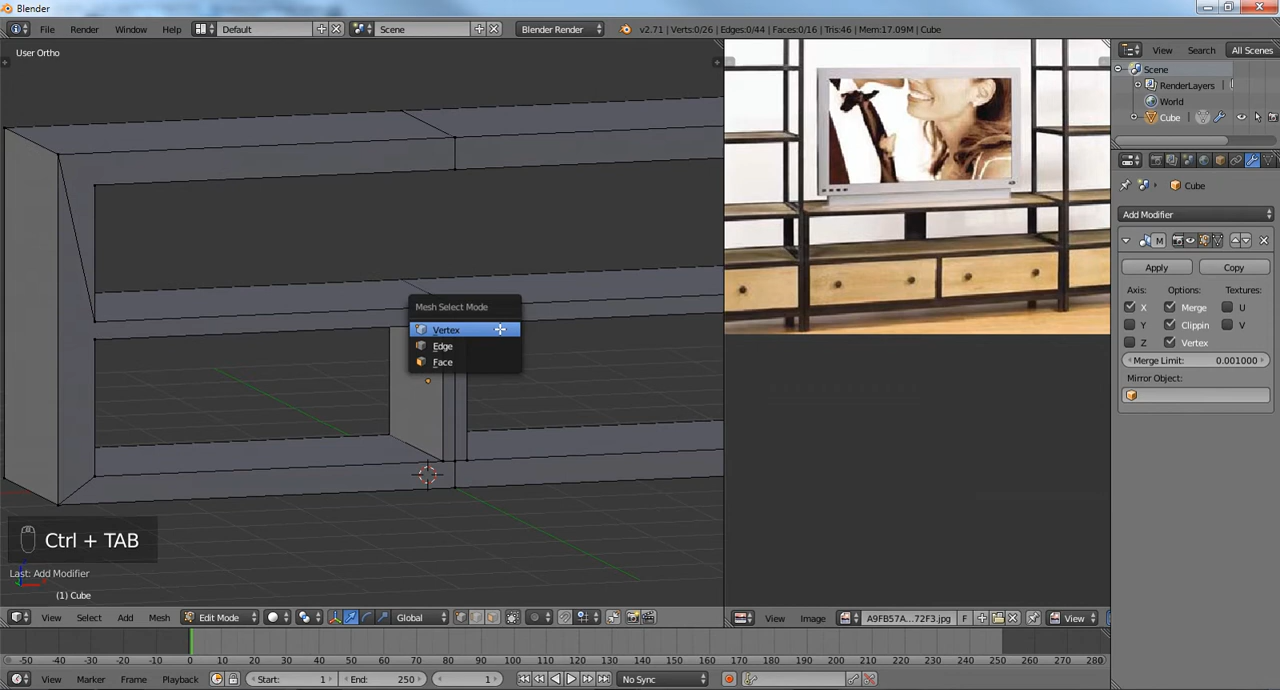 Blender
File Render Window Help Default Scene Blender Render v2.71 | Verts:0/26 | Edges:0/44 | Faces:0/16 | Tris:46 | Mem:17.09M | Cube
User Ortho
View Search All Scenes
Scene
RenderLayers
World
Cube
Cube
Add Modifier
M
Apply Copy
Axis: Options: Textures:
X Merge U
Y Clippin V
Z Vertex
Merge Limit: 0.001000
Mirror Object:
Mesh Select Mode
Vertex
Edge
Face
Ctrl + TAB
Last: Add Modifier
(1) Cube
View Select Add Mesh Edit Mode Global View Image A9FB57A...72F3.jpg F View
-50 -40 -30 -20 -10 0 10 20 30 40 50 60 70 80 90 100 110 120 130 140 150 160 170 180 190 200 210 220 230 240 250 260 270 280
View Marker Frame Playback Start: 1 End: 250 1 No Sync